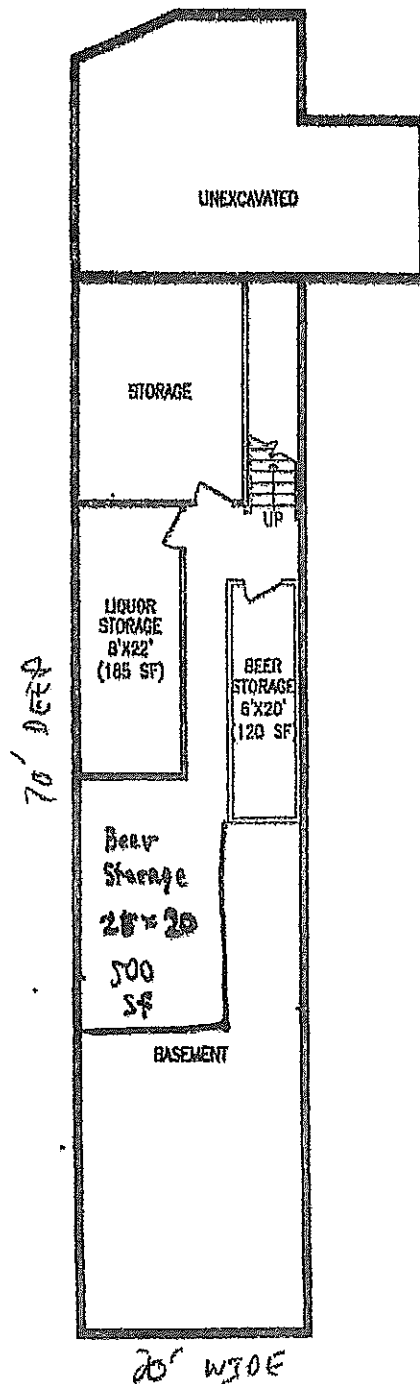 UNEXCAVATED
STORAGE
UP
LIQUOR
STORAGE
8'X22'
(185 SF)
BEER
STORAGE
6'X20'
(120 SF)
70' DEEP
Beer
Storage
25 x 20
500
SF
BASEMENT
20' WIDE